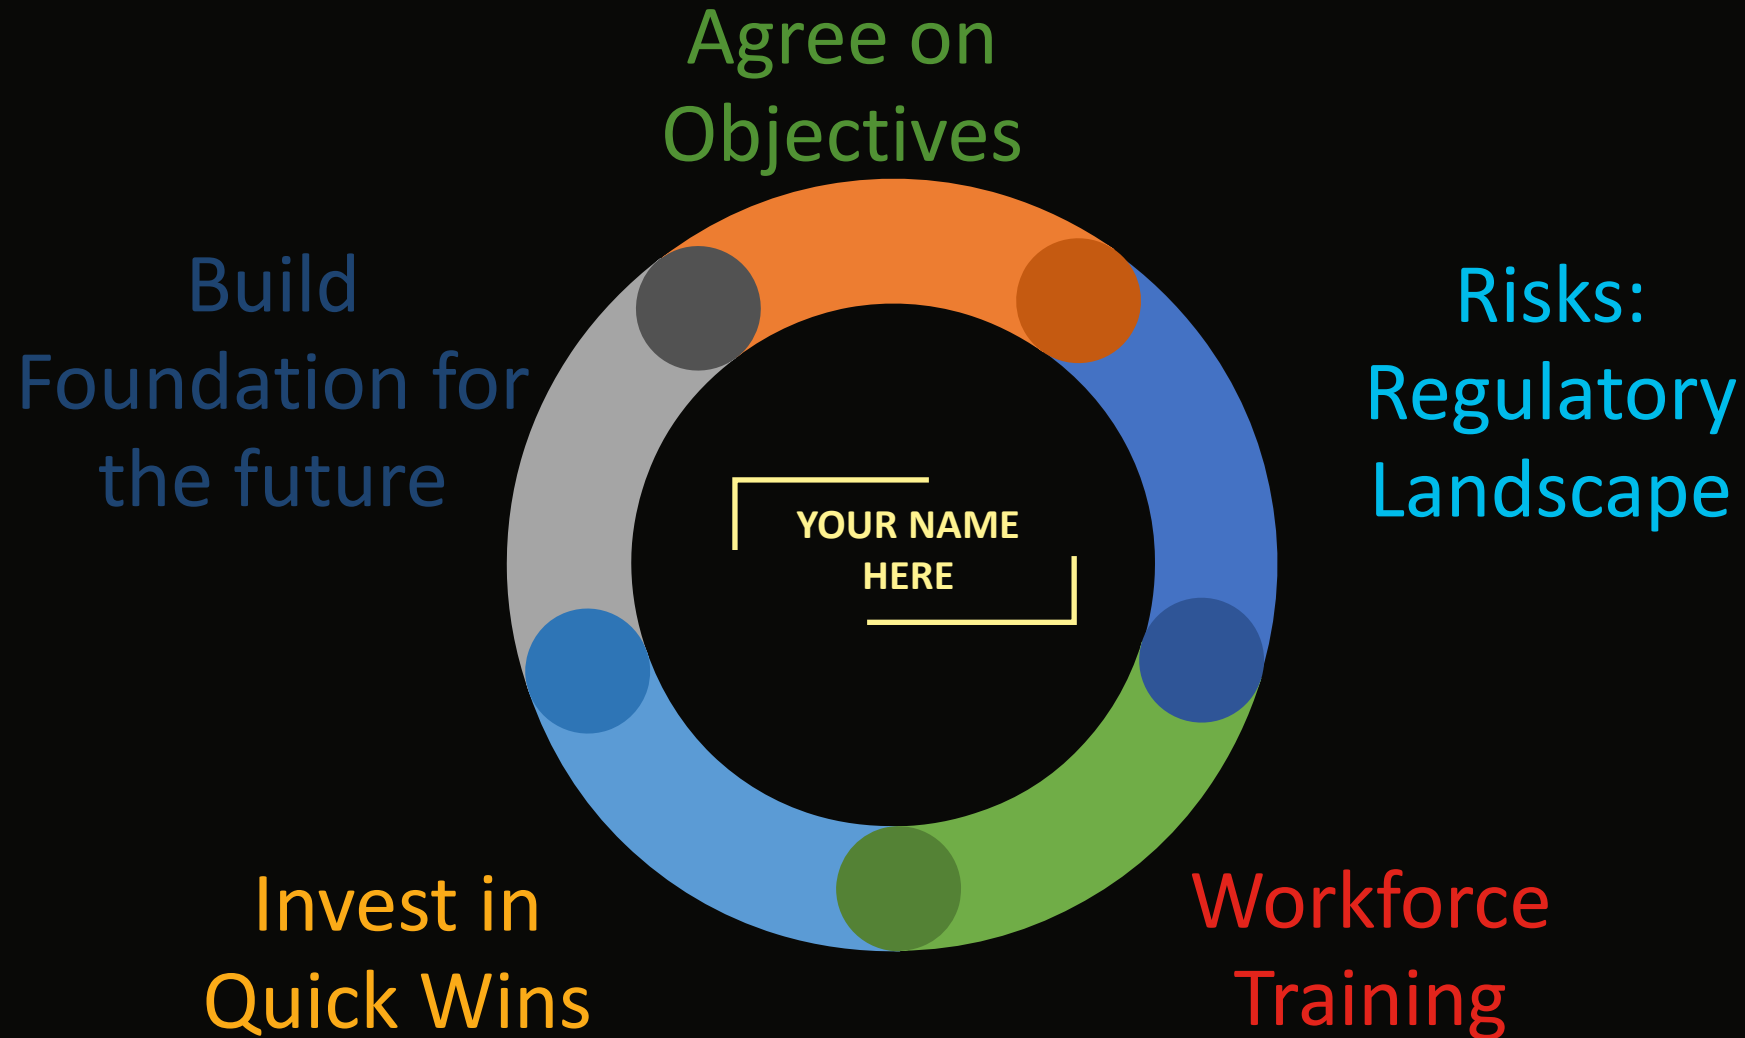 Agree on
Objectives
Risks:
Regulatory
Landscape
Workforce
Training
Invest in
Quick Wins
Build
Foundation for
the future
YOUR NAME
HERE